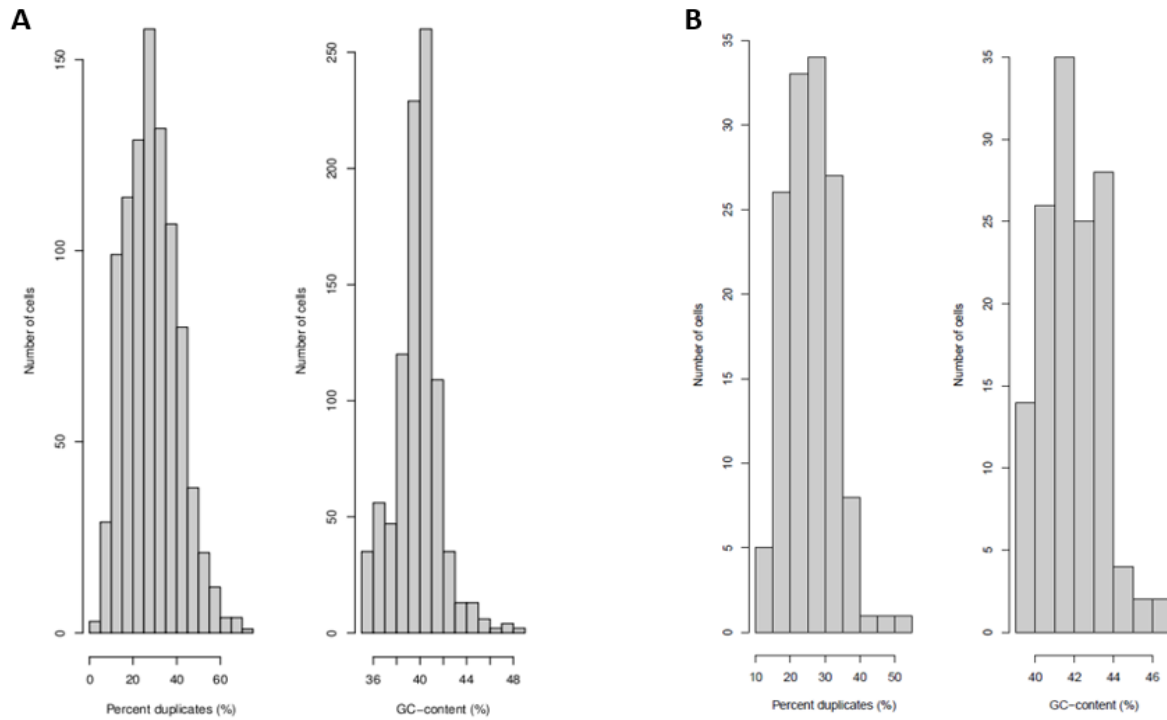 A
B
Number of cells
150
100
50
0
0 20 40 60
Percent duplicates (%)
Number of cells
250
200
150
100
50
0
36 40 44 48
GC−content (%)
Number of cells
35
30
25
20
15
10
5
0
10 20 30 40 50
Percent duplicates (%)
Number of cells
35
30
25
20
15
10
5
0
40 42 44 46
GC−content (%)